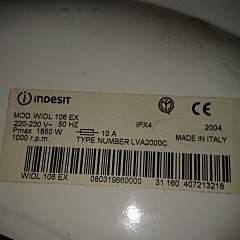 indesit
MOD. WIDL 106 EX
220-230 V~ 50 Hz
IPX4
2004
Pmax 1850 W 10 A
MADE IN ITALY
1000 r.p.m.
TYPE NUMBER LVA2000C
WIDL 106 EX 080319660000 31 160 407213218